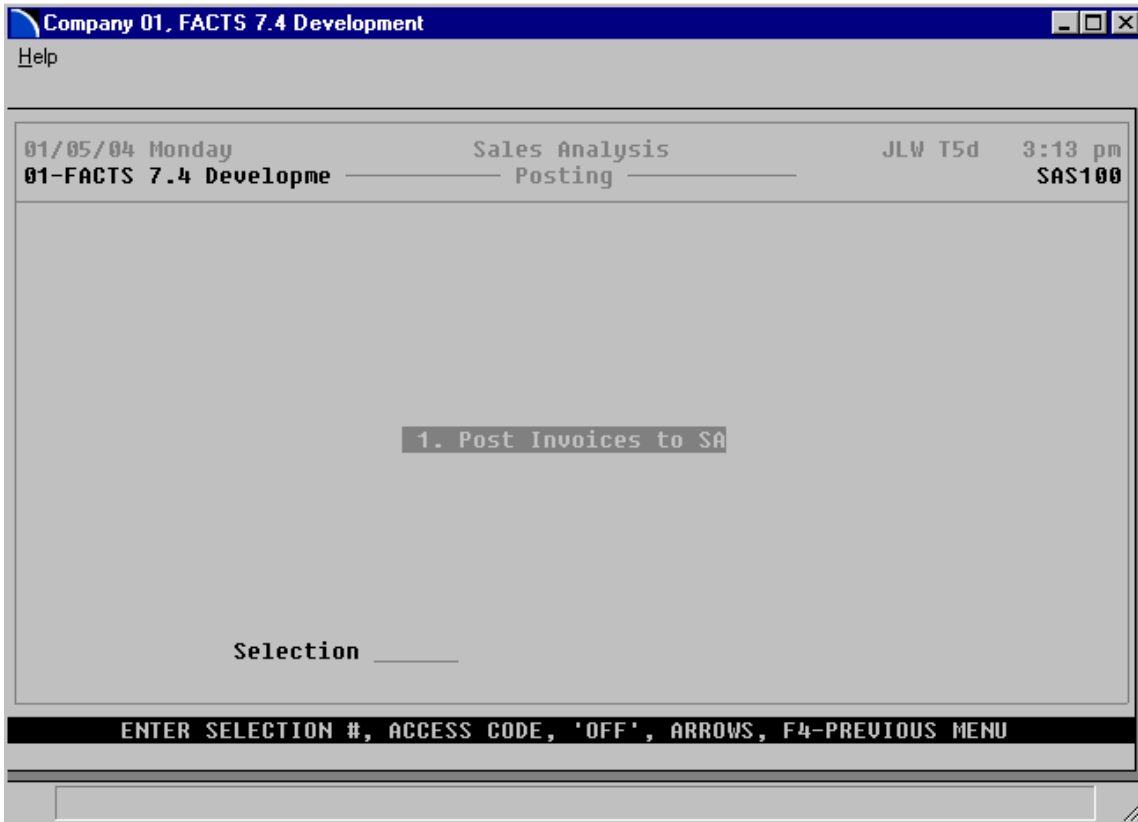 Company 01, FACTS 7.4 Development
Help
01/05/04 Monday Sales Analysis JLW T5d 3:13 pm
01-FACTS 7.4 Developme Posting SAS100
1. Post Invoices to SA
Selection ______
ENTER SELECTION #, ACCESS CODE, 'OFF', ARROWS, F4-PREVIOUS MENU